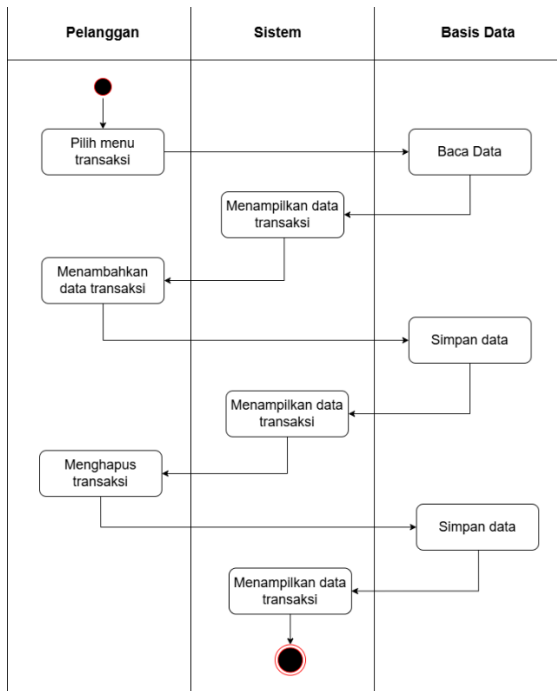 Pelanggan
Sistem
Basis Data
Pilih menu
transaksi
Baca Data
Menampilkan data
transaksi
Menambahkan
data transaksi
Simpan data
Menampilkan data
transaksi
Menghapus
transaksi
Simpan data
Menampilkan data
transaksi